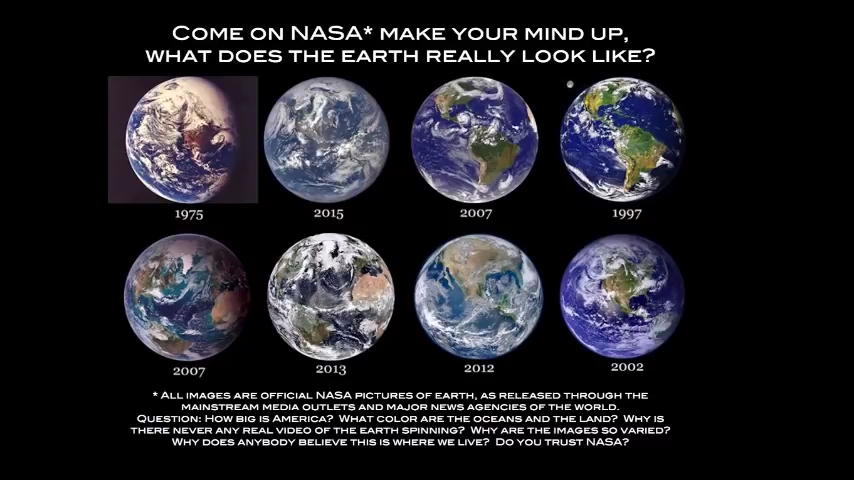 Come on NASA* make your mind up,
what does the earth really look like?
1975
2015
2007
1997
2007
2013
2012
2002
* All images are official NASA pictures of earth, as released through the
mainstream media outlets and major news agencies of the world.
Question: How big is America? What color are the oceans and the land? Why is
there never any real video of the earth spinning? Why are the images so varied?
Why does anybody believe this is where we live? Do you trust NASA?